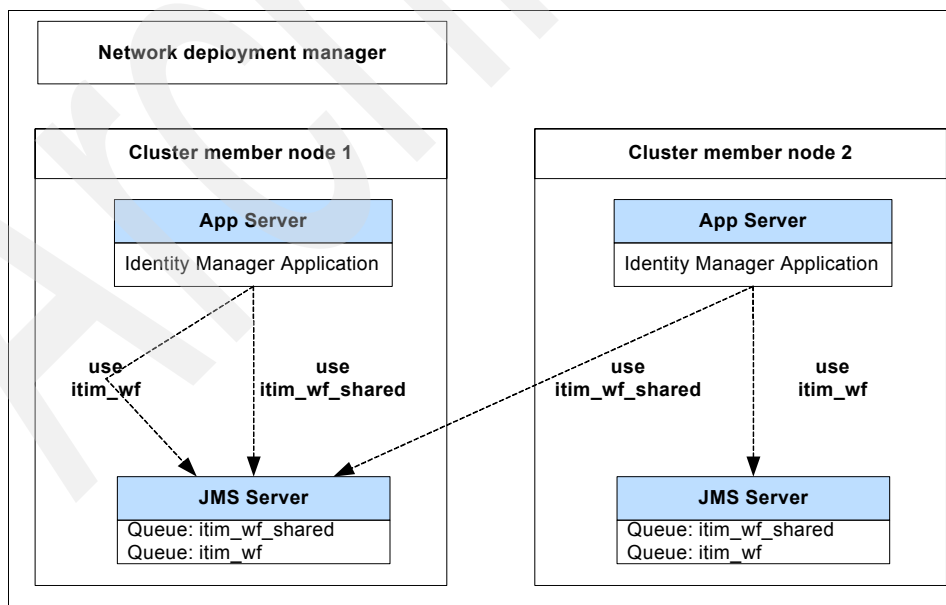 Network deployment manager
Cluster member node 1
App Server
Identity Manager Application
use
itim_wf
use
itim_wf_shared
JMS Server
Queue: itim_wf_shared
Queue: itim_wf
Cluster member node 2
App Server
Identity Manager Application
use
itim_wf_shared
use
itim_wf
JMS Server
Queue: itim_wf_shared
Queue: itim_wf